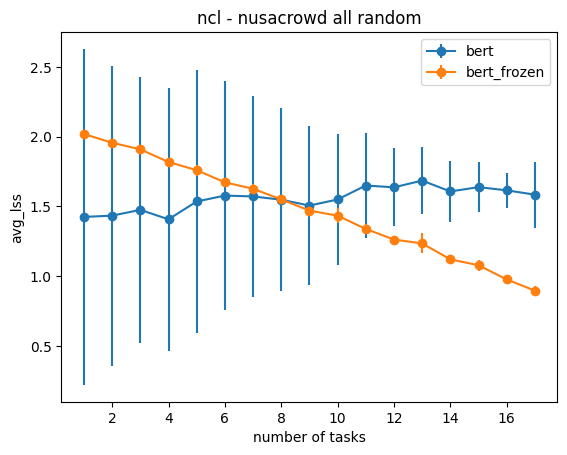 ncl - nusacrowd all random
bert
bert_frozen
avg_lss
2.5
2.0
1.5
1.0
0.5
2 4 6 8 10 12 14 16
number of tasks